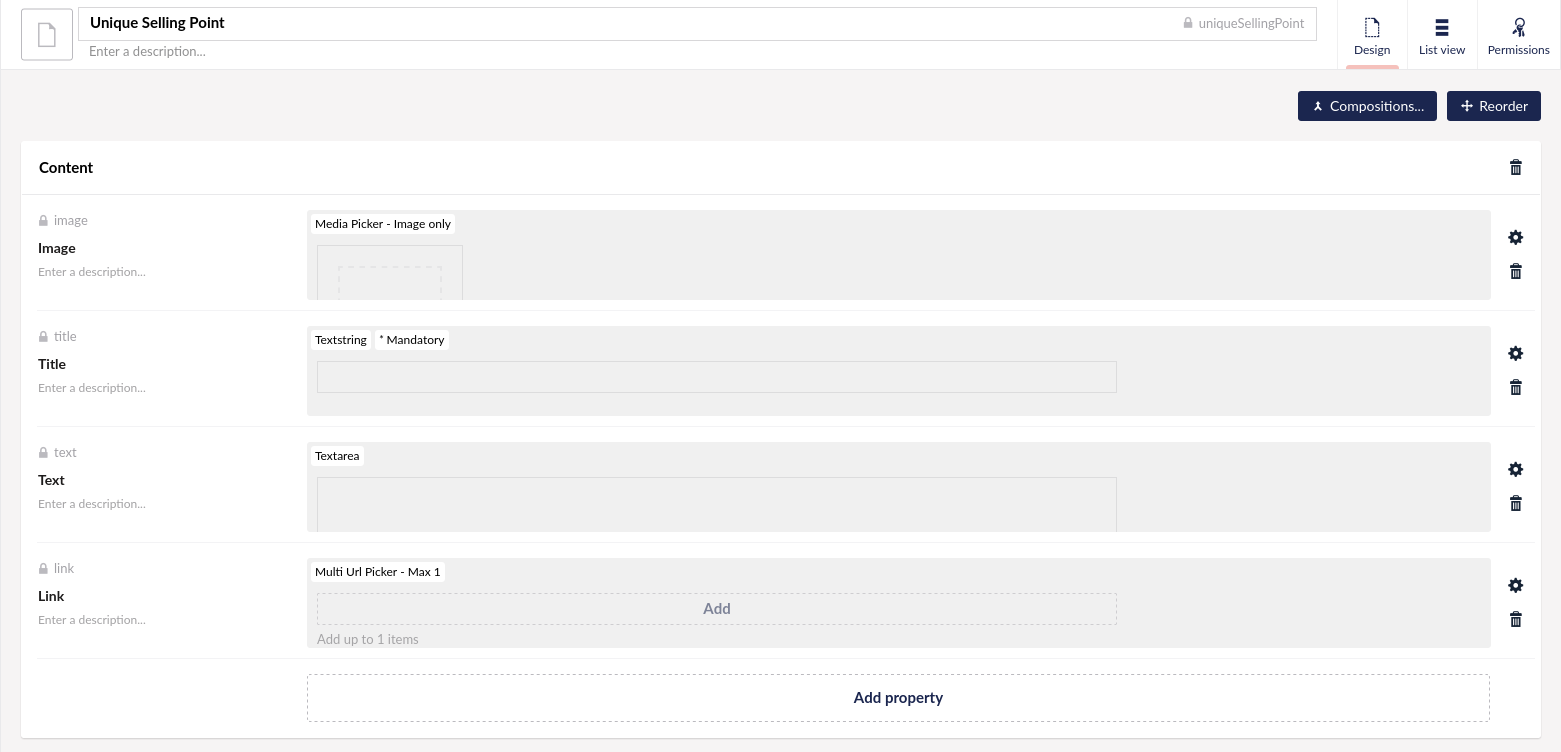 Unique Selling Point
uniqueSellingPoint
Enter a description...
Design
List view
Permissions
Compositions...
Reorder
Content
image
Image
Enter a description...
Media Picker - Image only
title
Title
Enter a description...
Textstring
* Mandatory
text
Text
Enter a description...
Textarea
link
Link
Enter a description...
Multi Url Picker - Max 1
Add
Add up to 1 items
Add property